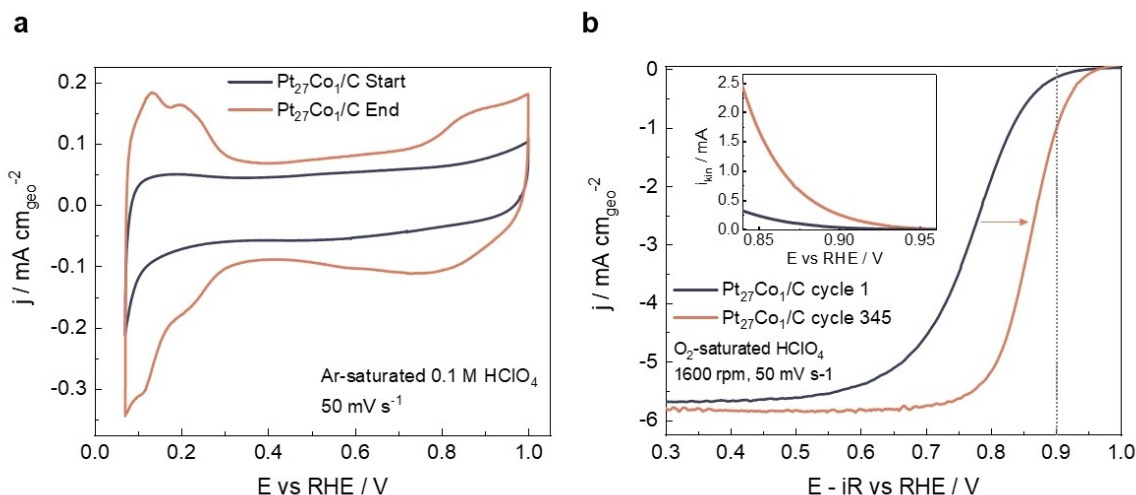 a
Pt₂₇Co₁/C Start
Pt₂₇Co₁/C End
0.2
0.1
0.0
-0.1
-0.2
-0.3
j / mA cm_geo⁻²
Ar-saturated 0.1 M HClO₄
50 mV s⁻¹
0.0 0.2 0.4 0.6 0.8 1.0
E vs RHE / V
b
0
-1
-2
-3
-4
-5
-6
j / mA cm_geo⁻²
2.5
2.0
1.5
1.0
0.5
0.0
i_kin / mA
0.85 0.90 0.95
E vs RHE / V
Pt₂₇Co₁/C cycle 1
Pt₂₇Co₁/C cycle 345
O₂-saturated HClO₄
1600 rpm, 50 mV s-1
0.3 0.4 0.5 0.6 0.7 0.8 0.9 1.0
E - iR vs RHE / V